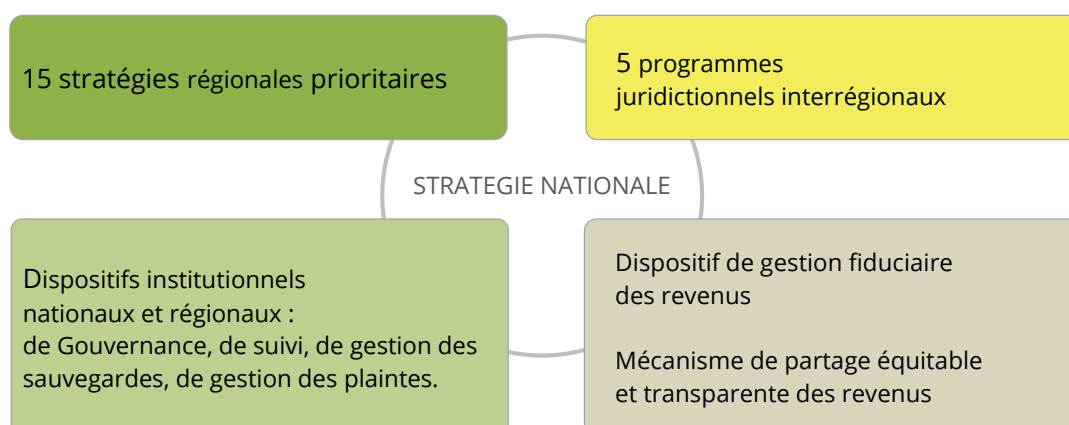 15 stratégies régionales prioritaires
5 programmes
juridictionnels interrégionaux
STRATEGIE NATIONALE
Dispositifs institutionnels
nationaux et régionaux :
de Gouvernance, de suivi, de gestion des
sauvegardes, de gestion des plaintes.
Dispositif de gestion fiduciaire
des revenus
Mécanisme de partage équitable
et transparente des revenus